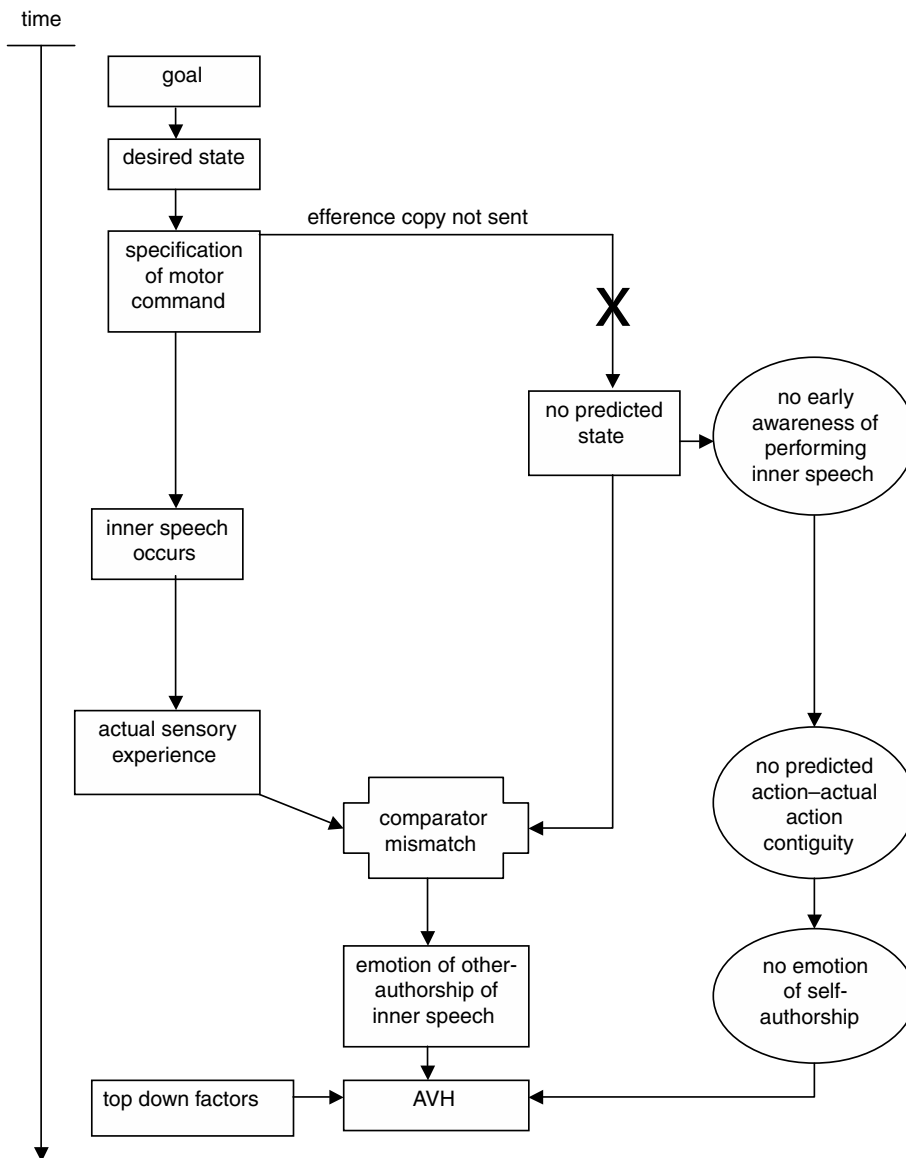 time
goal
desired state
efference copy not sent
specification
of motor
command
X
no predicted
state
no early
awareness of
performing
inner speech
inner speech
occurs
actual sensory
experience
comparator
mismatch
no predicted
action–actual
action
contiguity
emotion of other-
authorship of
inner speech
no emotion
of self-
authorship
top down factors
AVH